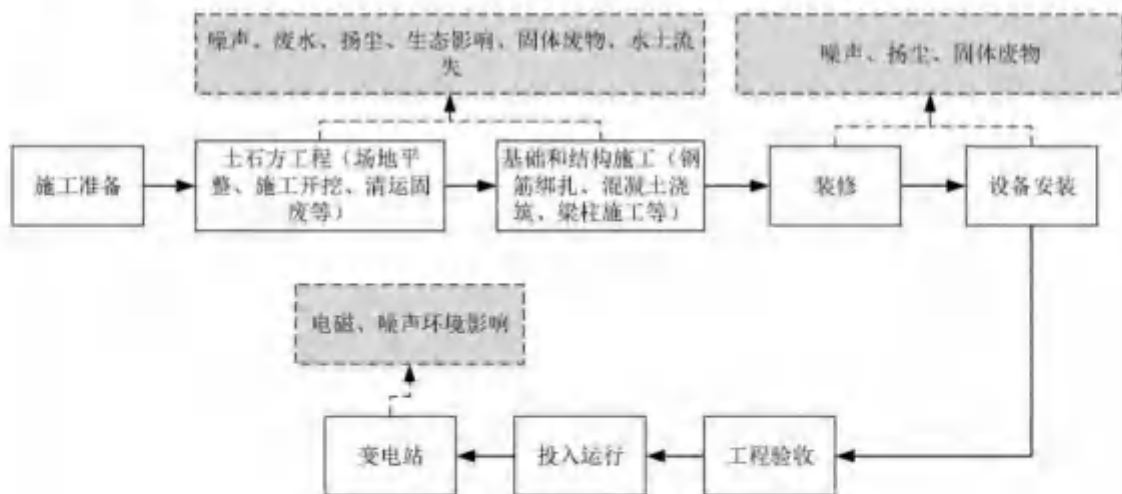 噪声、废水、扬尘、生态影响、固体废物、水土流
失
噪声、扬尘、固体废物
施工准备
土石方工程（场地平
整、施工开挖、清运固
废等）
基础和结构施工（钢
筋绑扎、混凝土浇
筑、梁柱施工等）
装修
设备安装
电磁、噪声环境影响
变电站
投入运行
工程验收